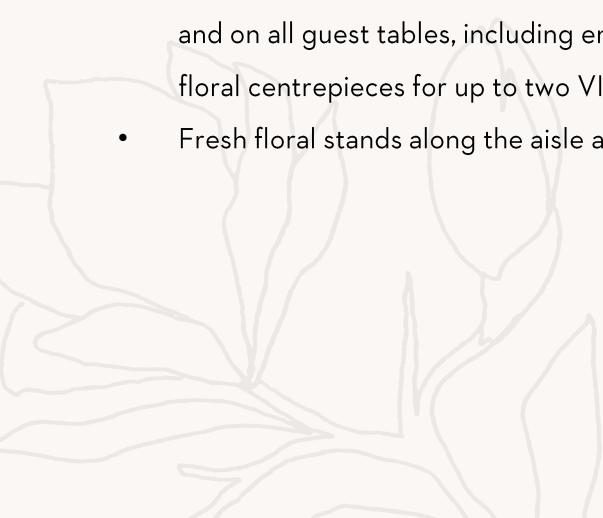 and on all guest tables, including
floral centrepieces for up to two
• Fresh floral stands along the aisle